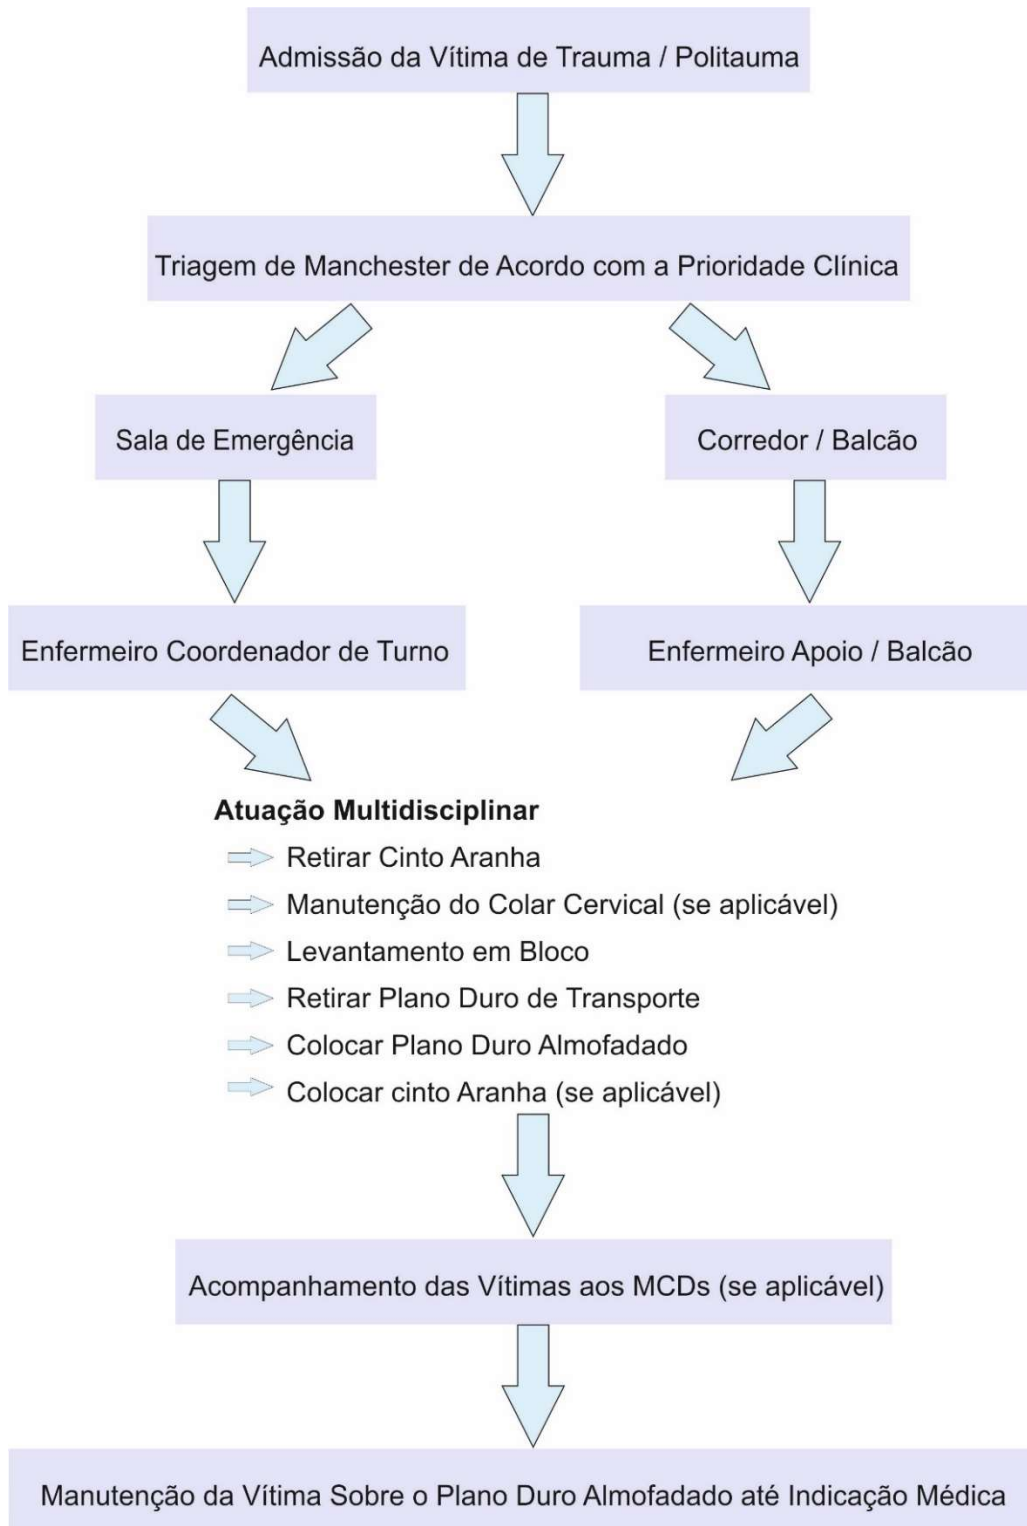 Admissão da Vítima de Trauma / Politauma
Triagem de Manchester de Acordo com a Prioridade Clínica
Sala de Emergência
Corredor / Balcão
Enfermeiro Coordenador de Turno
Enfermeiro Apoio / Balcão
Atuação Multidisciplinar
Retirar Cinto Aranha
Manutenção do Colar Cervical (se aplicável)
Levantamento em Bloco
Retirar Plano Duro de Transporte
Colocar Plano Duro Almofadado
Colocar cinto Aranha (se aplicável)
Acompanhamento das Vítimas aos MCDs (se aplicável)
Manutenção da Vítima Sobre o Plano Duro Almofadado até Indicação Médica